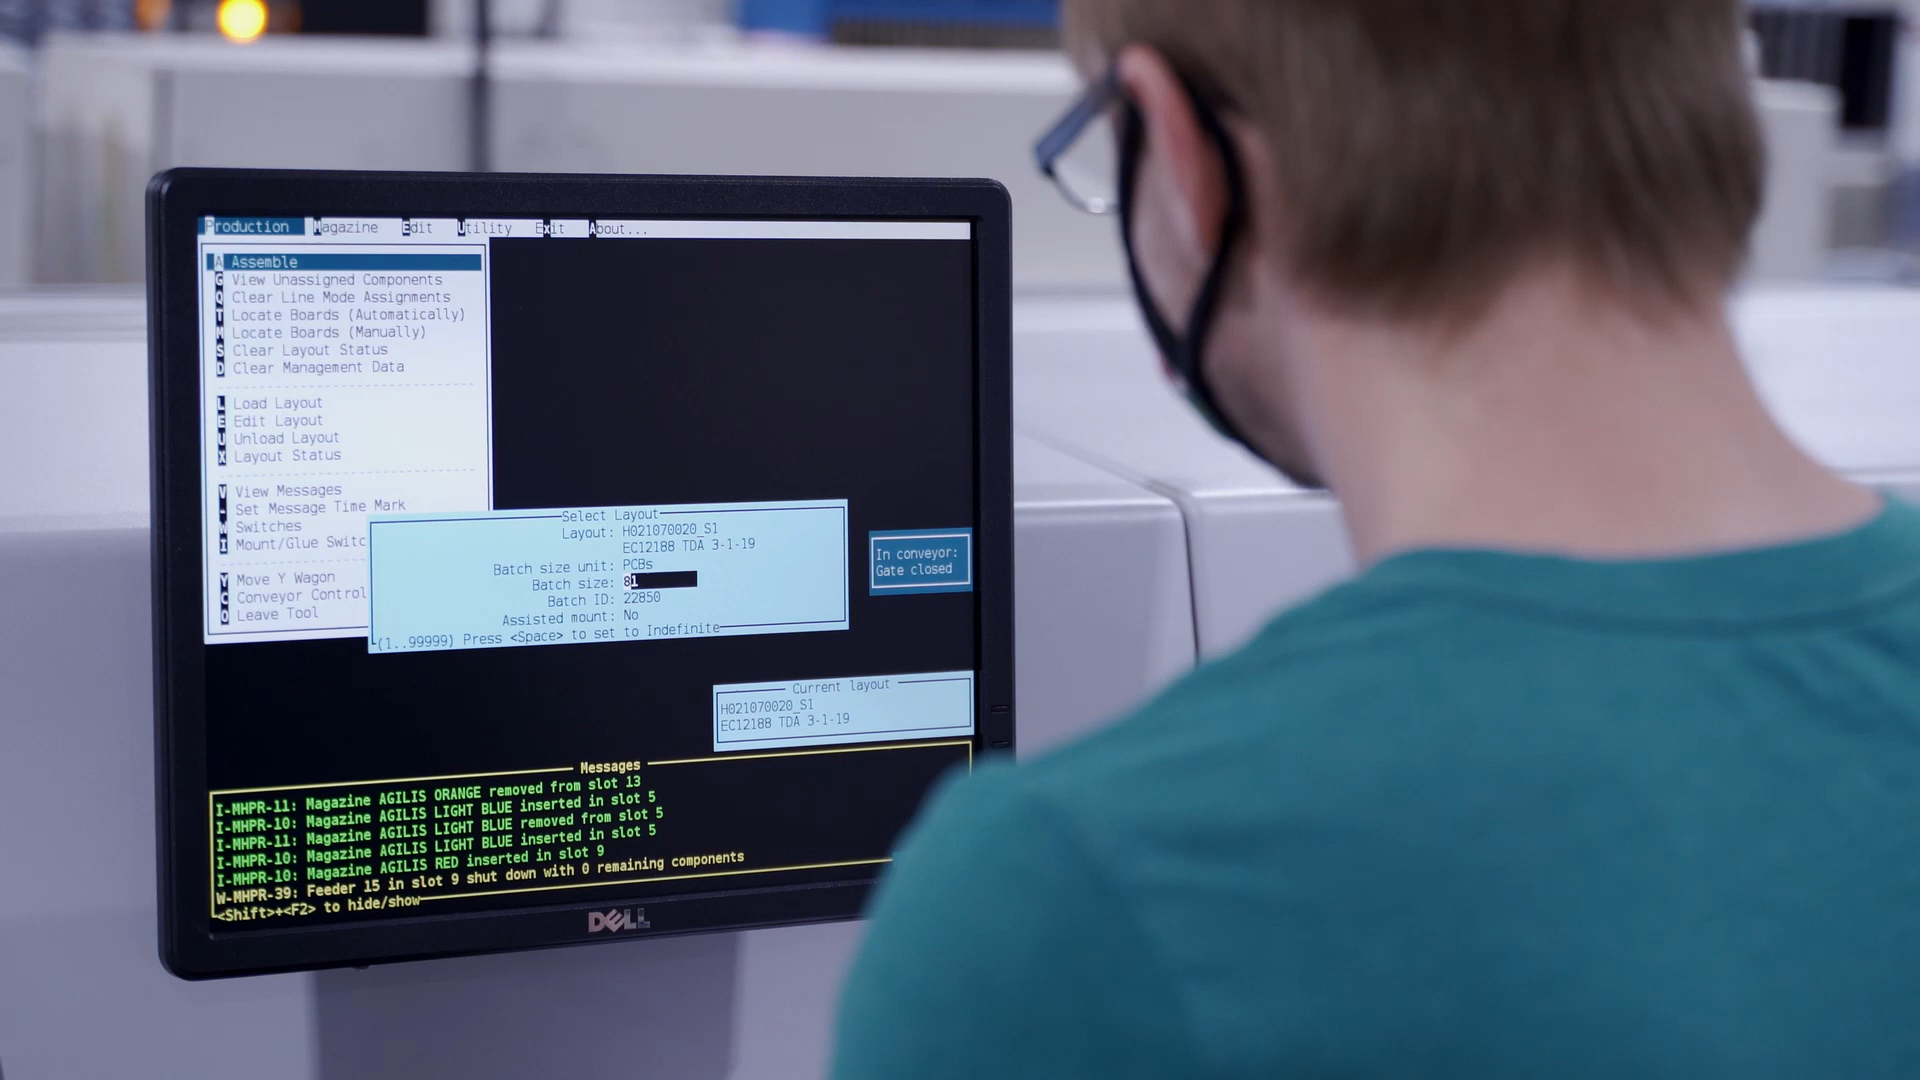 Production Magazine Edit Utility Exit About...
A Assemble
G View Unassigned Components
Q Clear Line Mode Assignments
T Locate Boards (Automatically)
M Locate Boards (Manually)
S Clear Layout Status
D Clear Management Data
L Load Layout
E Edit Layout
U Unload Layout
X Layout Status
V View Messages
- Set Message Time Mark
W Switches
I Mount/Glue Switc
Y Move Y Wagon
C Conveyor Control
O Leave Tool
Select Layout
Layout: H021070020_S1
EC12188 TDA 3-1-19
Batch size unit: PCBs
Batch size: 81
Batch ID: 22850
Assisted mount: No
(1..99999) Press <Space> to set to Indefinite
In conveyor:
Gate closed
Current layout
H021070020_S1
EC12188 TDA 3-1-19
Messages
I-MHPR-11: Magazine AGILIS ORANGE removed from slot 13
I-MHPR-10: Magazine AGILIS LIGHT BLUE inserted in slot 5
I-MHPR-11: Magazine AGILIS LIGHT BLUE removed from slot 5
I-MHPR-10: Magazine AGILIS LIGHT BLUE inserted in slot 5
I-MHPR-10: Magazine AGILIS RED inserted in slot 9
W-MHPR-39: Feeder 15 in slot 9 shut down with 0 remaining components
<Shift>+<F2> to hide/show
DELL